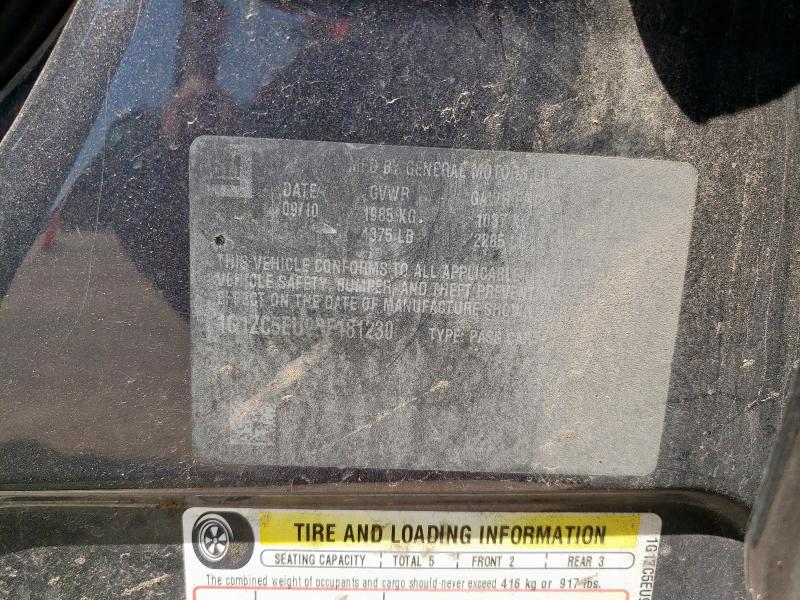 GM
MFD BY GENERAL MOTORS
DATE GVWR
09/10 1985 KG
4375 LB
THIS VEHICLE CONFORMS TO ALL APPLICABLE
VEHICLE SAFETY, BUMPER, AND THEFT PREVENT
EFFECT ON THE DATE OF MANUFACTURE SHOW
TYPE: PASS CAR
TIRE AND LOADING INFORMATION
SEATING CAPACITY TOTAL 5 FRONT 2 REAR 3
The combined weight of occupants and cargo should never exceed 416 kg or 917 lbs.